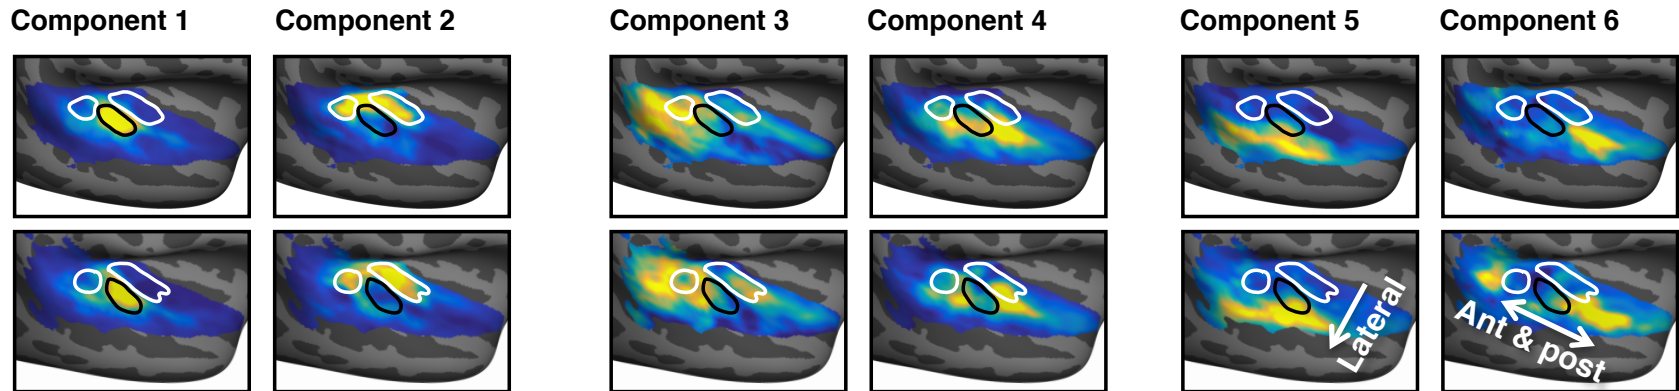 Component 1
Component 2
Component 3
Component 4
Component 5
Component 6
Lateral
Ant & post